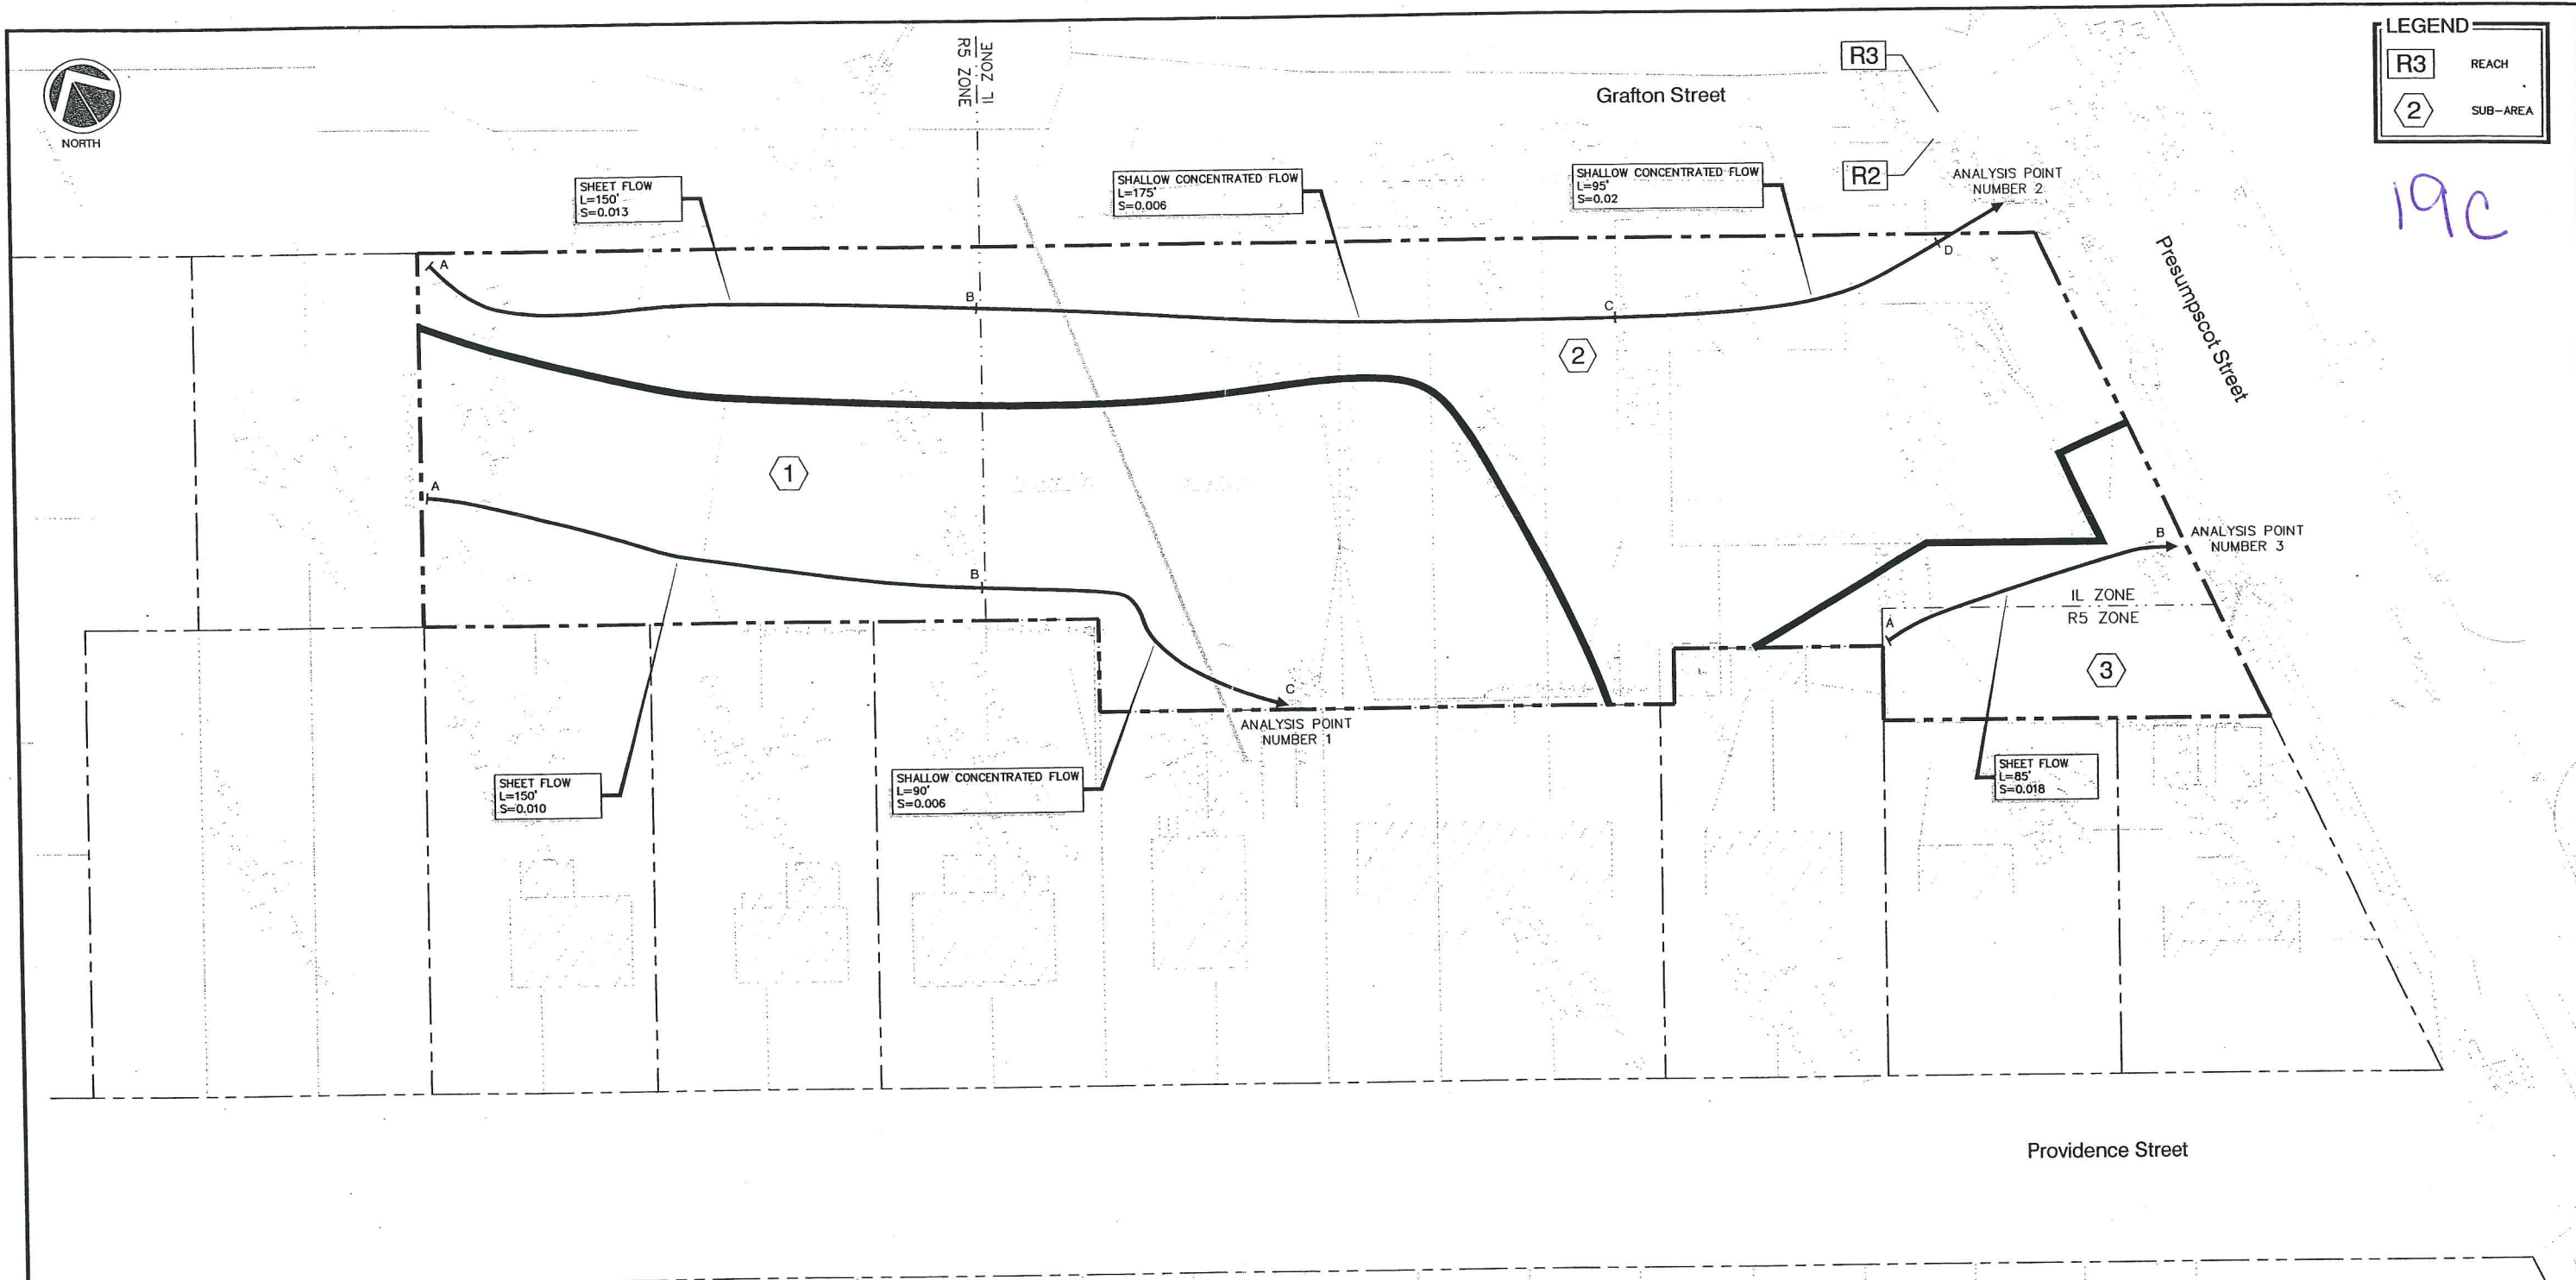 LEGEND
R3 REACH
2 SUB-AREA
19C
NORTH
IL ZONE
R5 ZONE
Grafton Street
R3
R2
ANALYSIS POINT
NUMBER 2
SHEET FLOW
L=150'
S=0.013
SHALLOW CONCENTRATED FLOW
L=175'
S=0.006
SHALLOW CONCENTRATED FLOW
L=95'
S=0.02
Presumpscot Street
A
B
C
D
2
1
A
B
C
ANALYSIS POINT
NUMBER 1
A
B
ANALYSIS POINT
NUMBER 3
IL ZONE
R5 ZONE
3
SHEET FLOW
L=150'
S=0.010
SHALLOW CONCENTRATED FLOW
L=90'
S=0.006
SHEET FLOW
L=85'
S=0.018
Providence Street